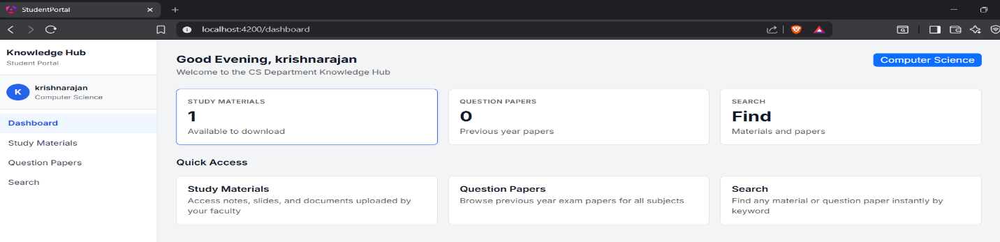 StudentPortal
localhost:4200/dashboard
Knowledge Hub
Student Portal
K
krishnarajan
Computer Science
Dashboard
Study Materials
Question Papers
Search
Good Evening, krishnarajan
Welcome to the CS Department Knowledge Hub
Computer Science
STUDY MATERIALS
1
Available to download
QUESTION PAPERS
0
Previous year papers
SEARCH
Find
Materials and papers
Quick Access
Study Materials
Access notes, slides, and documents uploaded by
your faculty
Question Papers
Browse previous year exam papers for all subjects
Search
Find any material or question paper instantly by
keyword